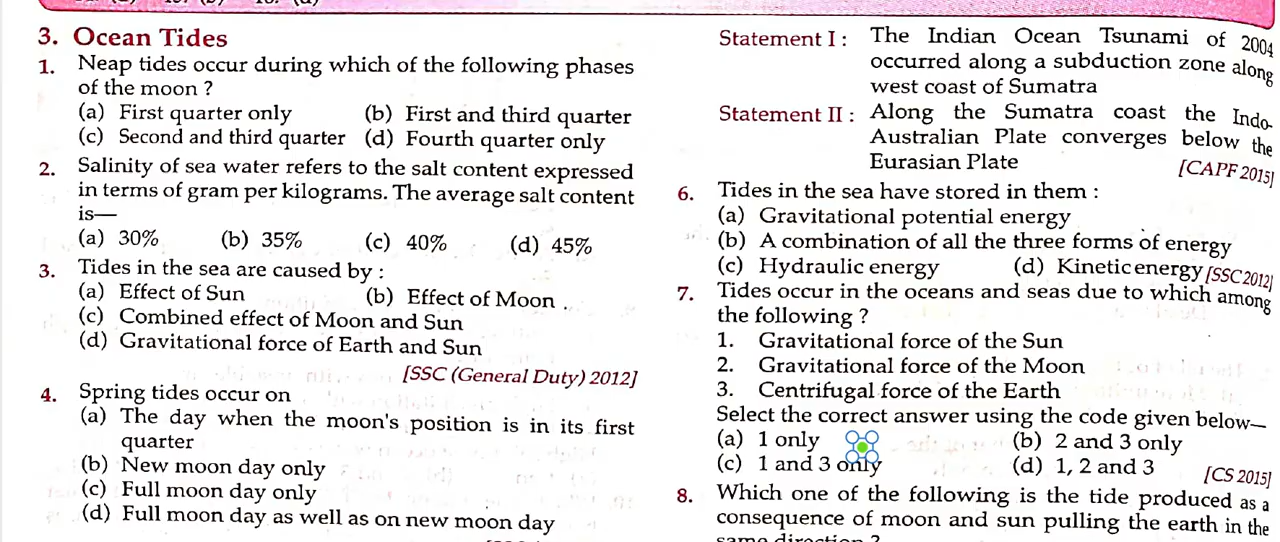 3. Ocean Tides
1. Neap tides occur during which of the following phases
of the moon ?
(a) First quarter only (b) First and third quarter
(c) Second and third quarter (d) Fourth quarter only
2. Salinity of sea water refers to the salt content expressed
in terms of gram per kilograms. The average salt content
is—
(a) 30% (b) 35% (c) 40% (d) 45%
3. Tides in the sea are caused by :
(a) Effect of Sun (b) Effect of Moon .
(c) Combined effect of Moon and Sun
(d) Gravitational force of Earth and Sun
[SSC (General Duty) 2012]
4. Spring tides occur on
(a) The day when the moon's position is in its first
quarter
(b) New moon day only
(c) Full moon day only
(d) Full moon day as well as on new moon day
Statement I : The Indian Ocean Tsunami of 2004
occurred along a subduction zone along
west coast of Sumatra
Statement II : Along the Sumatra coast the Indo-
Australian Plate converges below the
Eurasian Plate
[CAPF 2015]
6. Tides in the sea have stored in them :
(a) Gravitational potential energy
(b) A combination of all the three forms of energy
(c) Hydraulic energy (d) Kinetic energy [SSC 2012]
7. Tides occur in the oceans and seas due to which among
the following ?
1. Gravitational force of the Sun
2. Gravitational force of the Moon
3. Centrifugal force of the Earth
Select the correct answer using the code given below—
(a) 1 only (b) 2 and 3 only
(c) 1 and 3 only (d) 1, 2 and 3 [CS 2015]
8. Which one of the following is the tide produced as a
consequence of moon and sun pulling the earth in the
same direction ?